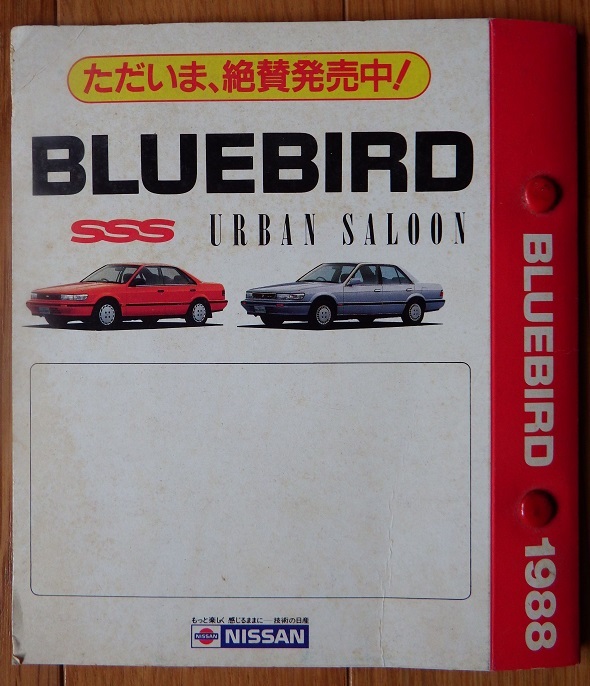 ただいま、絶賛発売中!
BLUEBIRD
SSS URBAN SALOON
もっと楽しく 感じるままに——技術の日産
NISSAN NISSAN
BLUEBIRD 1988